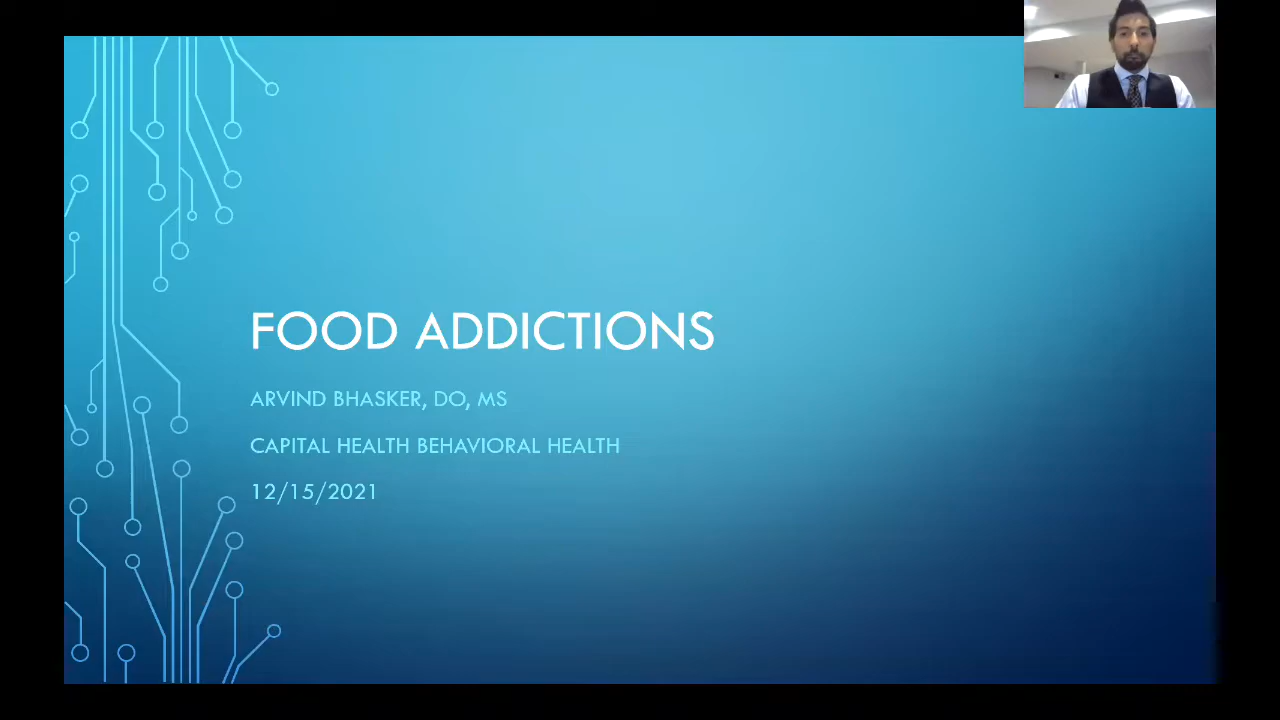 FOOD ADDICTIONS
ARVIND BHASKER, DO, MS
CAPITAL HEALTH BEHAVIORAL HEALTH
12/15/2021